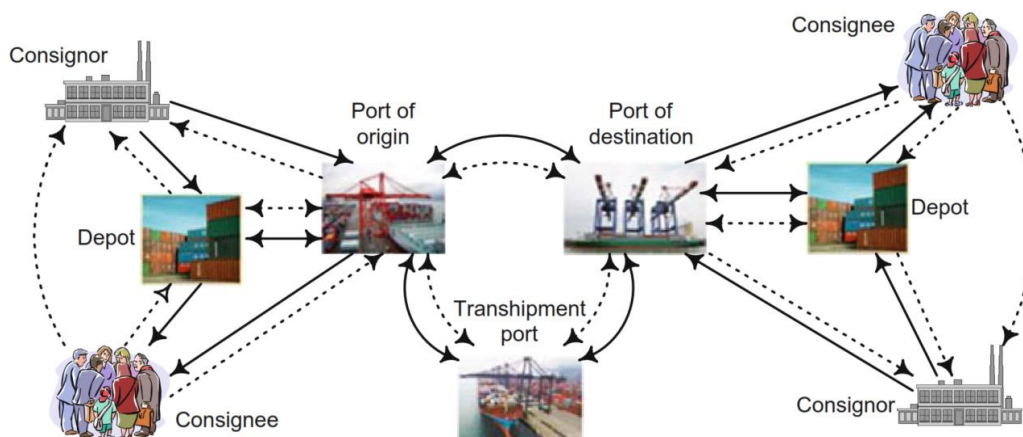 Consignor
Consignee
Port of
origin
Port of
destination
Depot
Depot
Transhipment
port
Consignee
Consignor